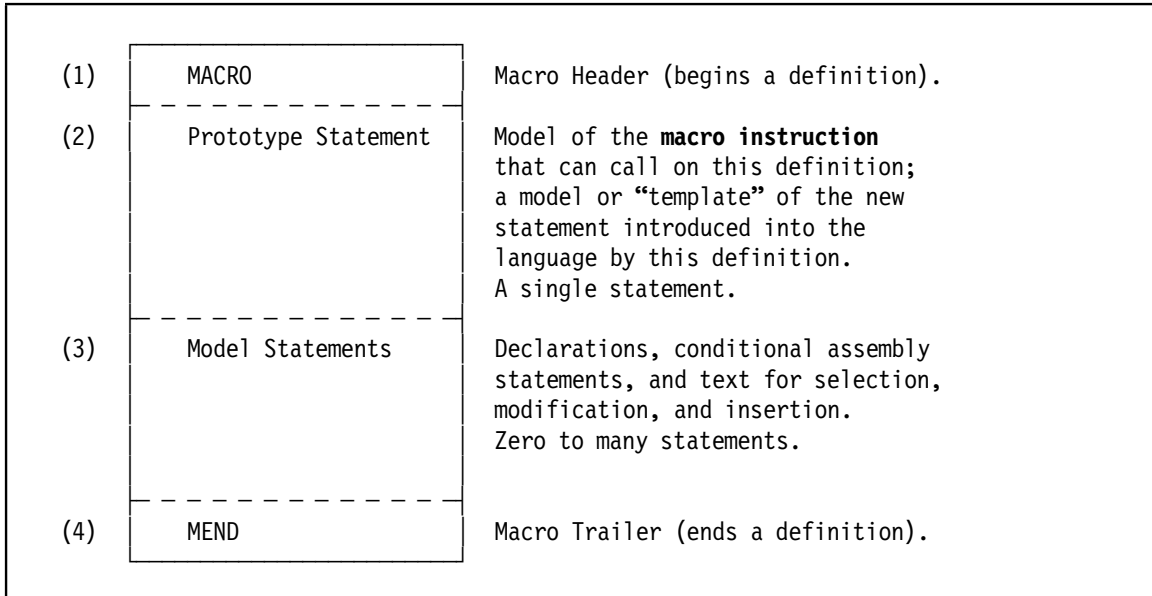 (1) MACRO Macro Header (begins a definition).
(2) Prototype Statement Model of the macro instruction
that can call on this definition;
a model or “template” of the new
statement introduced into the
language by this definition.
A single statement.
(3) Model Statements Declarations, conditional assembly
statements, and text for selection,
modification, and insertion.
Zero to many statements.
(4) MEND Macro Trailer (ends a definition).